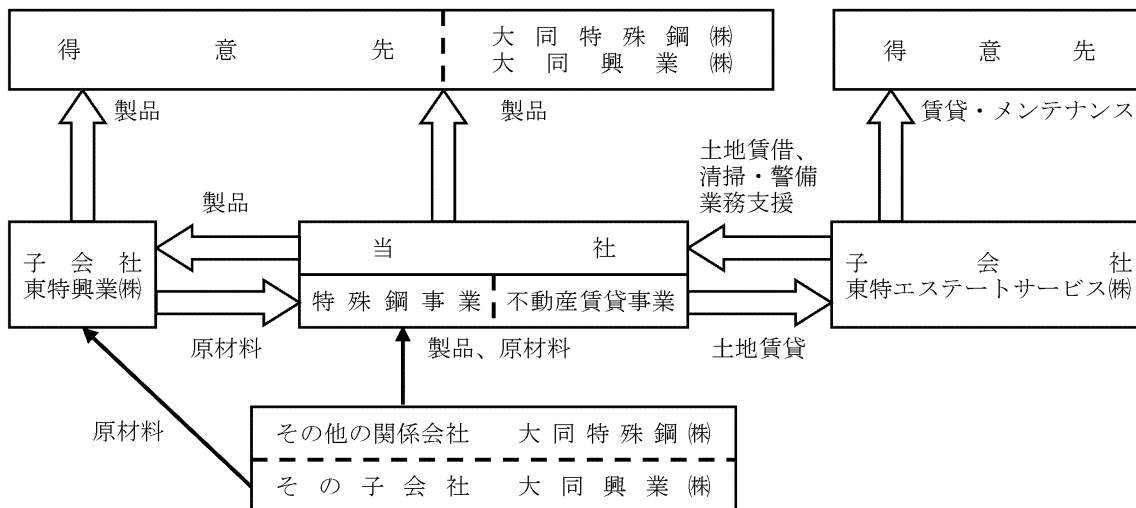 得意先
大同特殊鋼㈱
大同興業㈱
得意先
製品
製品
賃貸・メンテナンス
土地賃借、
清掃・警備
業務支援
製品
子会社
東特興業㈱
当社
特殊鋼事業
不動産賃貸事業
子会社
東特エステートサービス㈱
原材料
製品、原材料
土地賃貸
原材料
その他の関係会社 大同特殊鋼㈱
その子会社 大同興業㈱